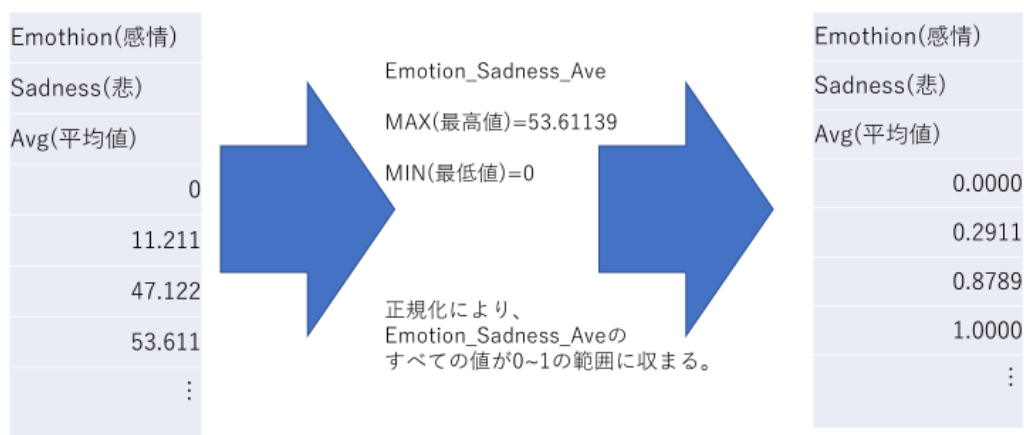 Emothion(感情)
Sadness(悲)
Avg(平均値)
0
11.211
47.122
53.611
⋮
Emotion_Sadness_Ave
MAX(最高値)=53.61139
MIN(最低値)=0
正規化により、
Emotion_Sadness_Aveの
すべての値が0~1の範囲に収まる。
Emothion(感情)
Sadness(悲)
Avg(平均値)
0.0000
0.2911
0.8789
1.0000
⋮